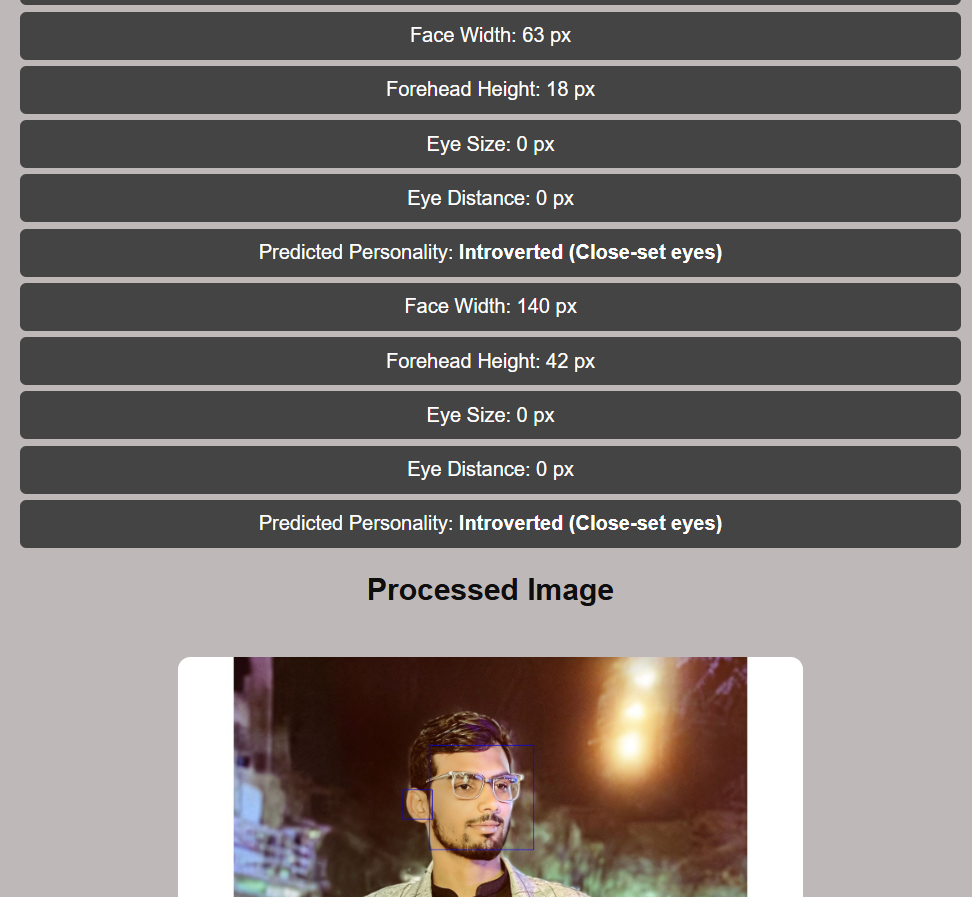 Face Width: 63 px
Forehead Height: 18 px
Eye Size: 0 px
Eye Distance: 0 px
Predicted Personality: Introverted (Close-set eyes)
Face Width: 140 px
Forehead Height: 42 px
Eye Size: 0 px
Eye Distance: 0 px
Predicted Personality: Introverted (Close-set eyes)
Processed Image